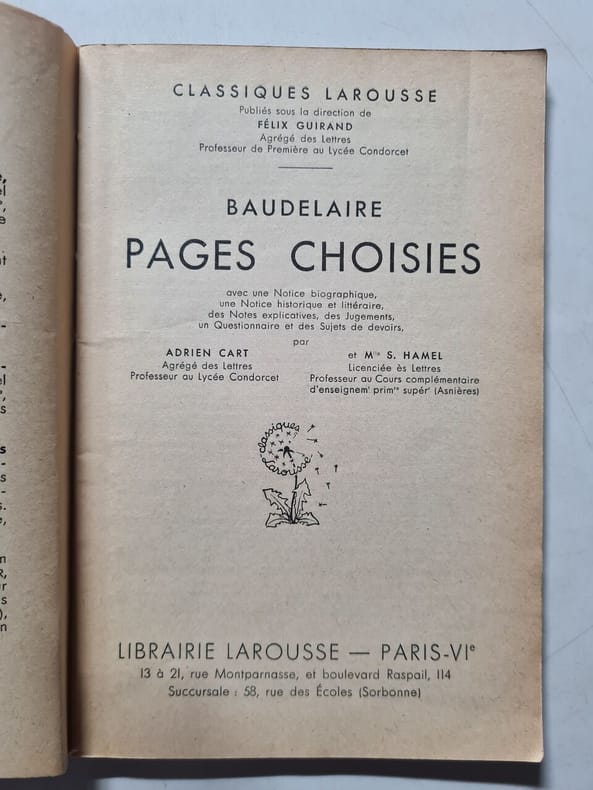 CLASSIQUES LAROUSSE
Publiés sous la direction de
FÉLIX GUIRAND
Agrégé des Lettres
Professeur de Première au Lycée Condorcet
BAUDELAIRE
PAGES CHOISIES
avec une Notice biographique,
une Notice historique et littéraire,
des Notes explicatives, des Jugements,
un Questionnaire et des Sujets de devoirs,
par
ADRIEN CART
Agrégé des Lettres
Professeur au Lycée Condorcet
et Mlle S. HAMEL
Licenciée ès Lettres
Professeur au Cours complémentaire
d'enseignemt primre supérr (Asnières)
classiques
Larousse
LIBRAIRIE LAROUSSE — PARIS-VIe
13 à 21, rue Montparnasse, et boulevard Raspail, 114
Succursale : 58, rue des Écoles (Sorbonne)